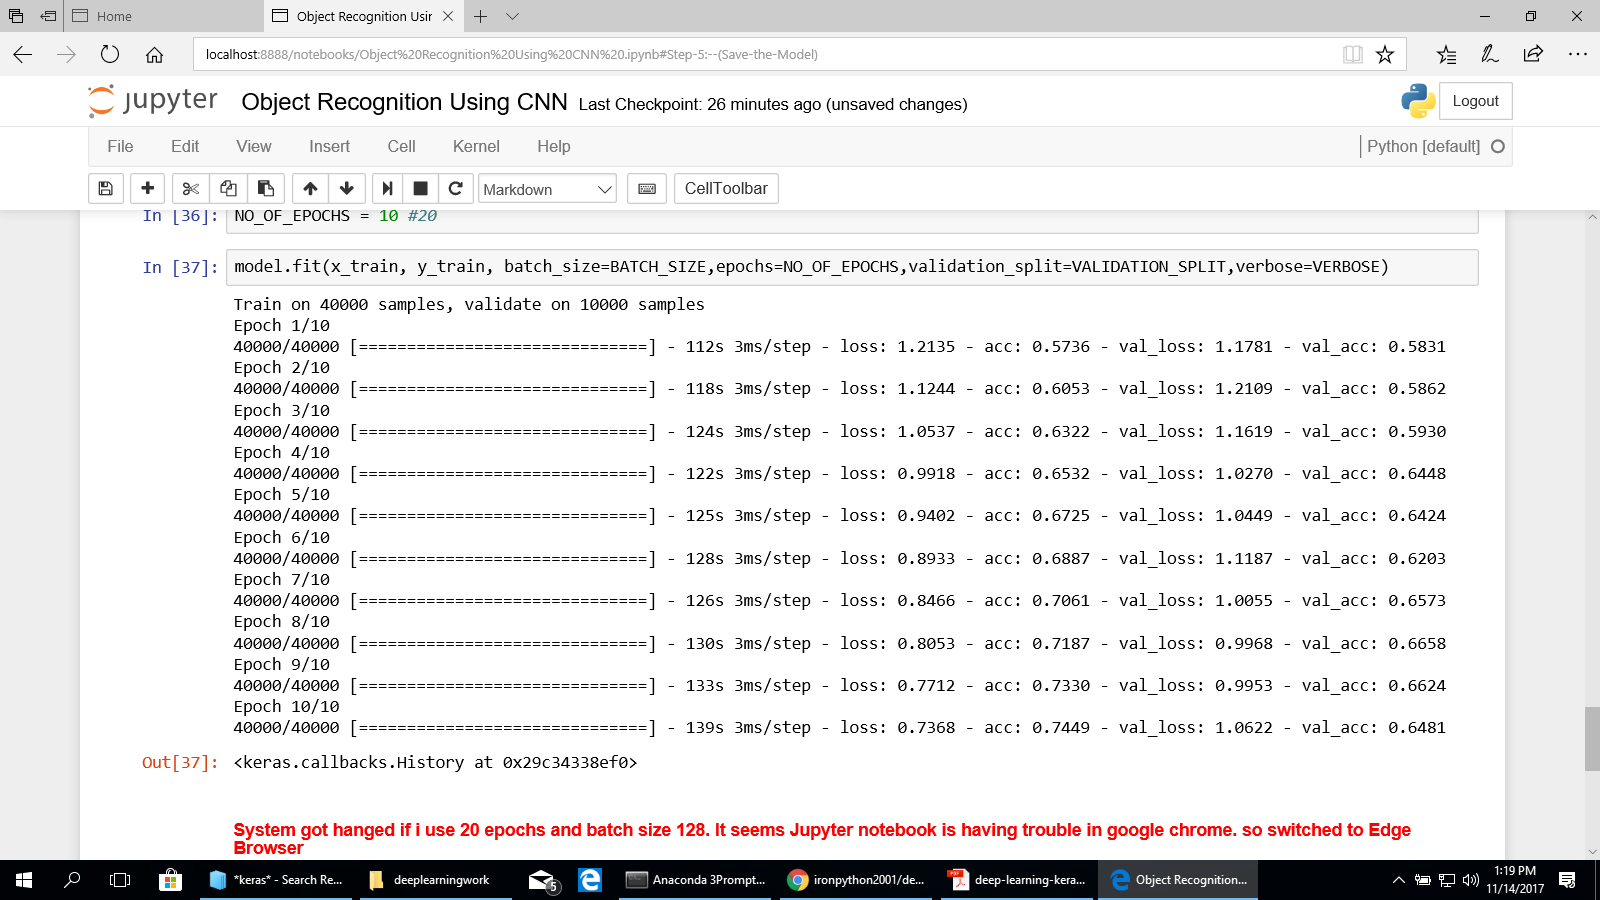 Home
Object Recognition Usir
localhost:8888/notebooks/Object%20Recognition%20Using%20CNN%20.ipynb#Step-5:--(Save-the-Model)
jupyter Object Recognition Using CNN Last Checkpoint: 26 minutes ago (unsaved changes)
Logout
File Edit View Insert Cell Kernel Help
Python [default]
Markdown
CellToolbar
In [36]: NO_OF_EPOCHS = 10 #20
In [37]: model.fit(x_train, y_train, batch_size=BATCH_SIZE,epochs=NO_OF_EPOCHS,validation_split=VALIDATION_SPLIT,verbose=VERBOSE)
Train on 40000 samples, validate on 10000 samples
Epoch 1/10
40000/40000 [==============================] - 112s 3ms/step - loss: 1.2135 - acc: 0.5736 - val_loss: 1.1781 - val_acc: 0.5831
Epoch 2/10
40000/40000 [==============================] - 118s 3ms/step - loss: 1.1244 - acc: 0.6053 - val_loss: 1.2109 - val_acc: 0.5862
Epoch 3/10
40000/40000 [==============================] - 124s 3ms/step - loss: 1.0537 - acc: 0.6322 - val_loss: 1.1619 - val_acc: 0.5930
Epoch 4/10
40000/40000 [==============================] - 122s 3ms/step - loss: 0.9918 - acc: 0.6532 - val_loss: 1.0270 - val_acc: 0.6448
Epoch 5/10
40000/40000 [==============================] - 125s 3ms/step - loss: 0.9402 - acc: 0.6725 - val_loss: 1.0449 - val_acc: 0.6424
Epoch 6/10
40000/40000 [==============================] - 128s 3ms/step - loss: 0.8933 - acc: 0.6887 - val_loss: 1.1187 - val_acc: 0.6203
Epoch 7/10
40000/40000 [==============================] - 126s 3ms/step - loss: 0.8466 - acc: 0.7061 - val_loss: 1.0055 - val_acc: 0.6573
Epoch 8/10
40000/40000 [==============================] - 130s 3ms/step - loss: 0.8053 - acc: 0.7187 - val_loss: 0.9968 - val_acc: 0.6658
Epoch 9/10
40000/40000 [==============================] - 133s 3ms/step - loss: 0.7712 - acc: 0.7330 - val_loss: 0.9953 - val_acc: 0.6624
Epoch 10/10
40000/40000 [==============================] - 139s 3ms/step - loss: 0.7368 - acc: 0.7449 - val_loss: 1.0622 - val_acc: 0.6481
Out[37]: <keras.callbacks.History at 0x29c34338ef0>
System got hanged if i use 20 epochs and batch size 128. It seems Jupyter notebook is having trouble in google chrome. so switched to Edge
Browser
*keras* - Search Re...
deeplearningwork
5
Anaconda 3Prompt...
ironpython2001/de...
deep-learning-kera...
Object Recognition...
1:19 PM
11/14/2017